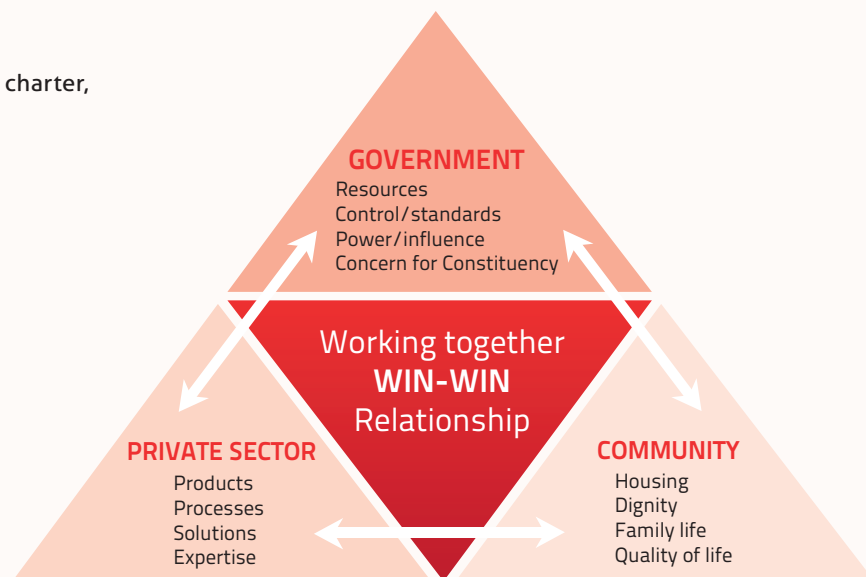 charter,
GOVERNMENT
Resources
Control/standards
Power/influence
Concern for Constituency
Working together
WIN-WIN
Relationship
PRIVATE SECTOR
Products
Processes
Solutions
Expertise
COMMUNITY
Housing
Dignity
Family life
Quality of life